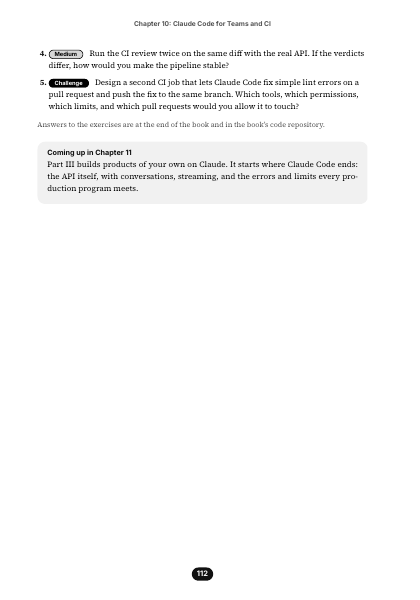 Chapter 10: Claude Code for Teams and CI
4. Medium Run the CI review twice on the same diff with the real API. If the verdicts
differ, how would you make the pipeline stable?
5. Challenge Design a second CI job that lets Claude Code fix simple lint errors on a
pull request and push the fix to the same branch. Which tools, which permissions,
which limits, and which pull requests would you allow it to touch?
Answers to the exercises are at the end of the book and in the book's code repository.
Coming up in Chapter 11
Part III builds products of your own on Claude. It starts where Claude Code ends:
the API itself, with conversations, streaming, and the errors and limits every pro-
duction program meets.
112